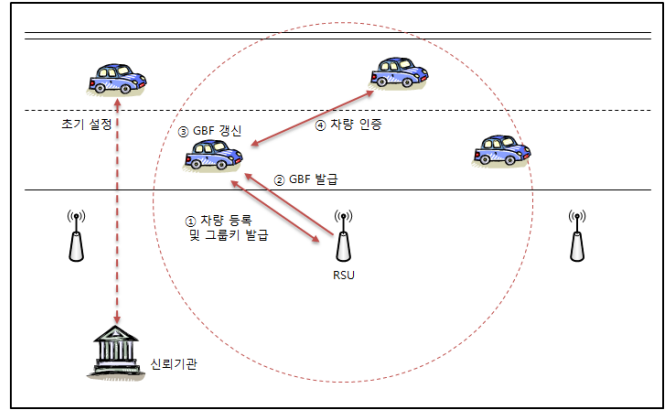 초기 설정
③ GBF 갱신
④ 차량 인증
② GBF 발급
① 차량 등록
및 그룹키 발급
RSU
신뢰기관